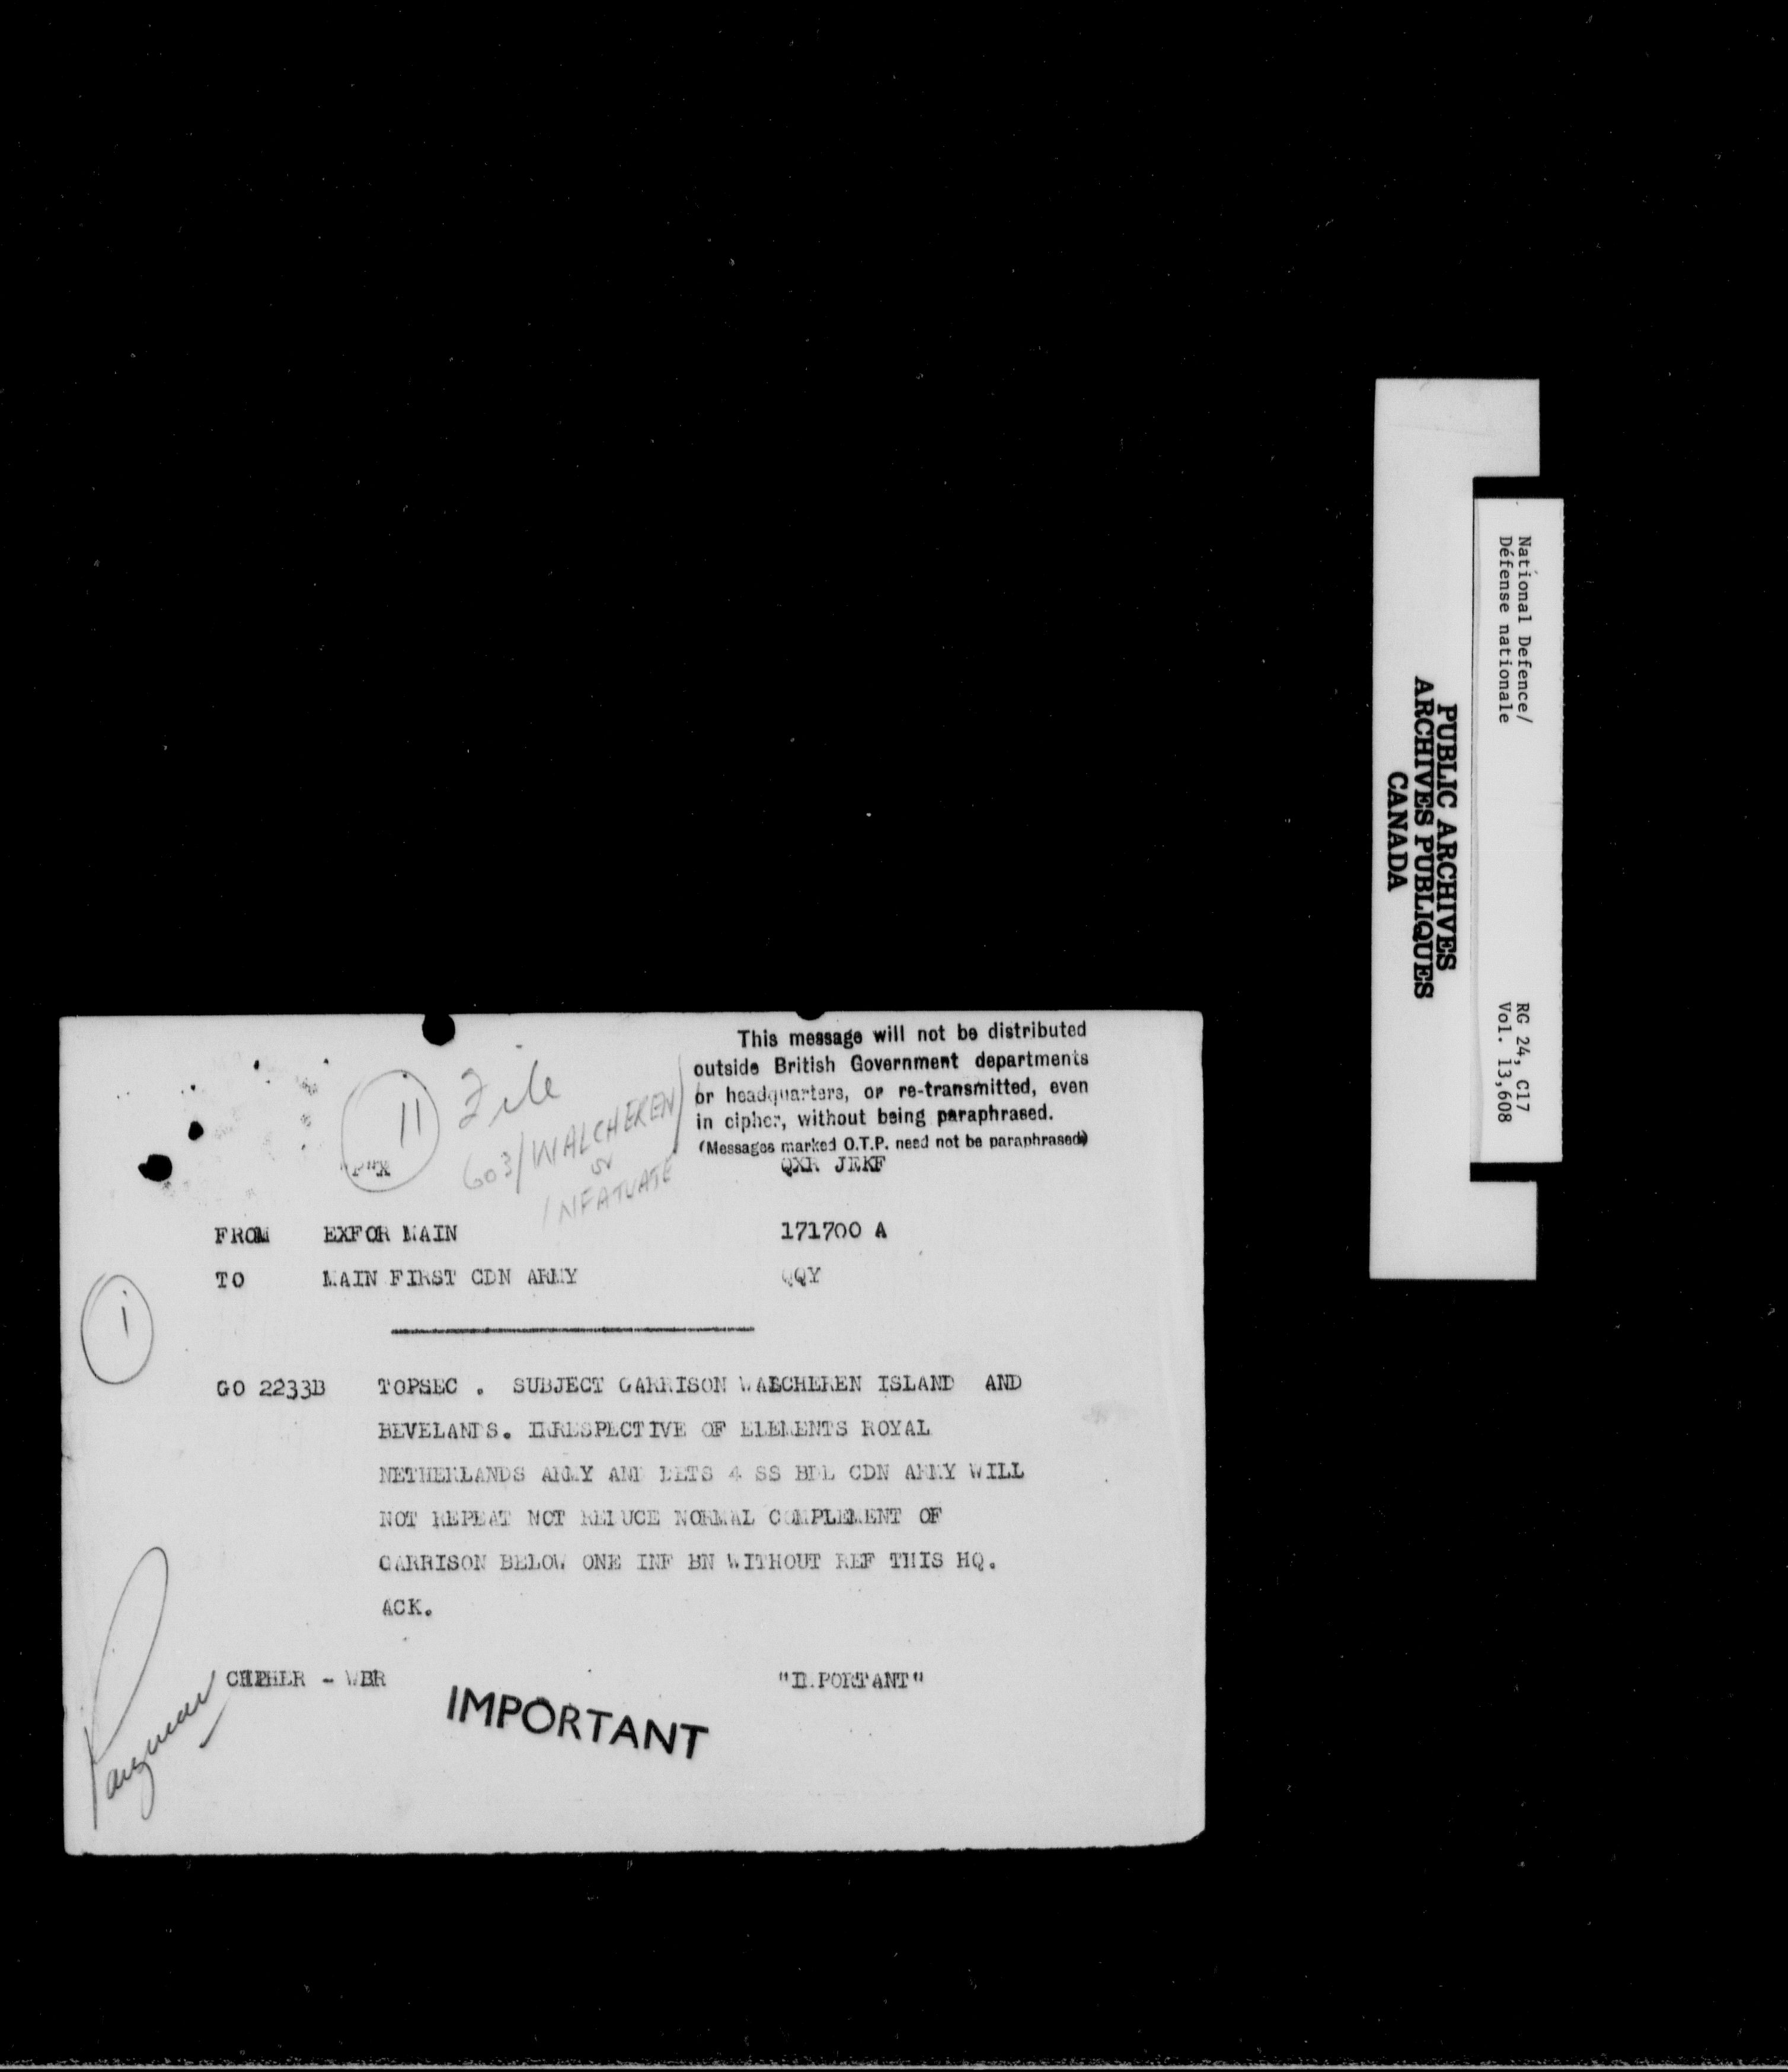 This message will not be distributed
outside British Government departments
or headquarters, or re-transmitted, even
in cipher, without being paraphrased.
(Messages marked O.T.P. need not be paraphrased)
11 File
603/WALCHEREN/
or
INFATUATE
QXR JEKF
FROM EXFOR MAIN 171700 A
TO MAIN FIRST CDN ARMY QQY
1
GO 2233B TOPSEC . SUBJECT GARRISON WALCHEREN ISLAND AND
BEVELANDS. IRRESPECTIVE OF ELEMENTS ROYAL
NETHERLANDS ARMY AND DETS 4 SS BDE CDN ARMY WILL
NOT REPEAT NOT REDUCE NORMAL COMPLEMENT OF
GARRISON BELOW ONE INF BN WITHOUT REF THIS HQ.
ACK.
CIPHER - WBR "IMPORTANT"
IMPORTANT
National Defence/
Défense nationale
RG 24, C17
Vol. 13,608
PUBLIC ARCHIVES
ARCHIVES PUBLIQUES
CANADA